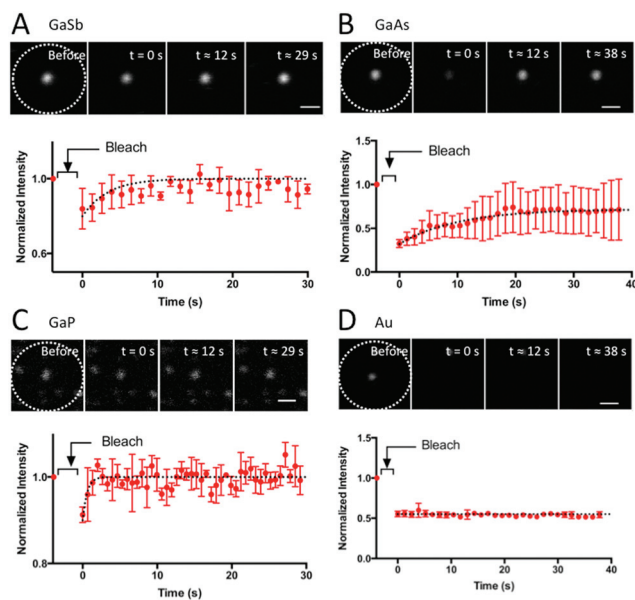 A GaSb
Before t = 0 s t ≈ 12 s t ≈ 29 s
Bleach
1.0
0.6
Normalized Intensity
0 10 20 30
Time (s)
B GaAs
Before t = 0 s t ≈ 12 s t ≈ 38 s
Bleach
1.5
1.0
0.5
0.0
Normalized Intensity
0 10 20 30 40
Time (s)
C GaP
Before t = 0 s t ≈ 12 s t ≈ 29 s
Bleach
1.0
0.8
Normalized Intensity
0 10 20 30
Time (s)
D Au
Before t = 0 s t ≈ 12 s t ≈ 38 s
Bleach
1.5
1.0
0.5
0.0
Normalized Intensity
0 10 20 30 40
Time (s)